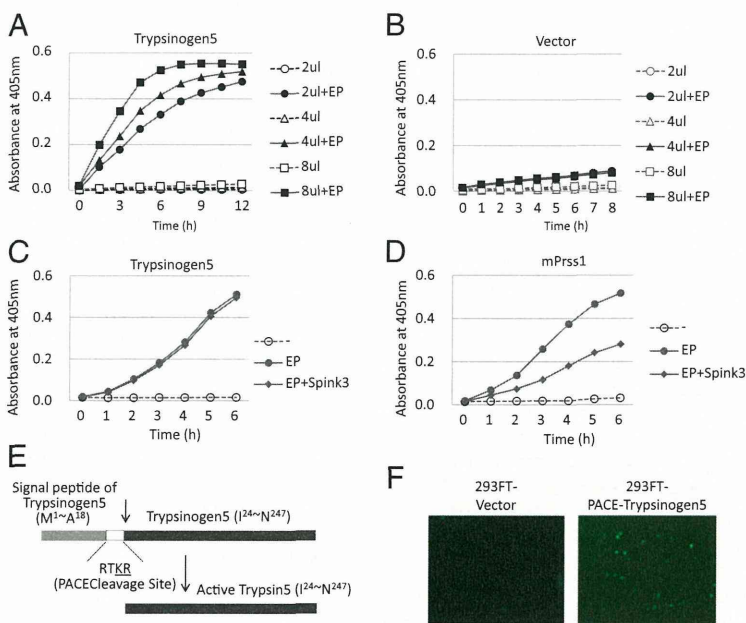 A
Trypsinogen5
Absorbance at 405nm
0.6
0.4
0.2
0.0
0 3 6 9 12
Time (h)
2ul
2ul+EP
4ul
4ul+EP
8ul
8ul+EP
B
Vector
Absorbance at 405nm
0.6
0.4
0.2
0.0
0 1 2 3 4 5 6 7 8
Time (h)
2ul
2ul+EP
4ul
4ul+EP
8ul
8ul+EP
C
Trypsinogen5
Absorbance at 405nm
0.6
0.4
0.2
0.0
0 1 2 3 4 5 6
Time (h)
-
EP
EP+Spink3
D
mPrss1
Absorbance at 405nm
0.6
0.4
0.2
0.0
0 1 2 3 4 5 6
Time (h)
-
EP
EP+Spink3
E
Signal peptide of
Trypsinogen5
(M¹~A¹⁸)
Trypsinogen5 (I²⁴~N²⁴⁷)
RTKR
(PACECleavage Site)
Active Trypsin5 (I²⁴~N²⁴⁷)
F
293FT-
Vector
293FT-
PACE-Trypsinogen5